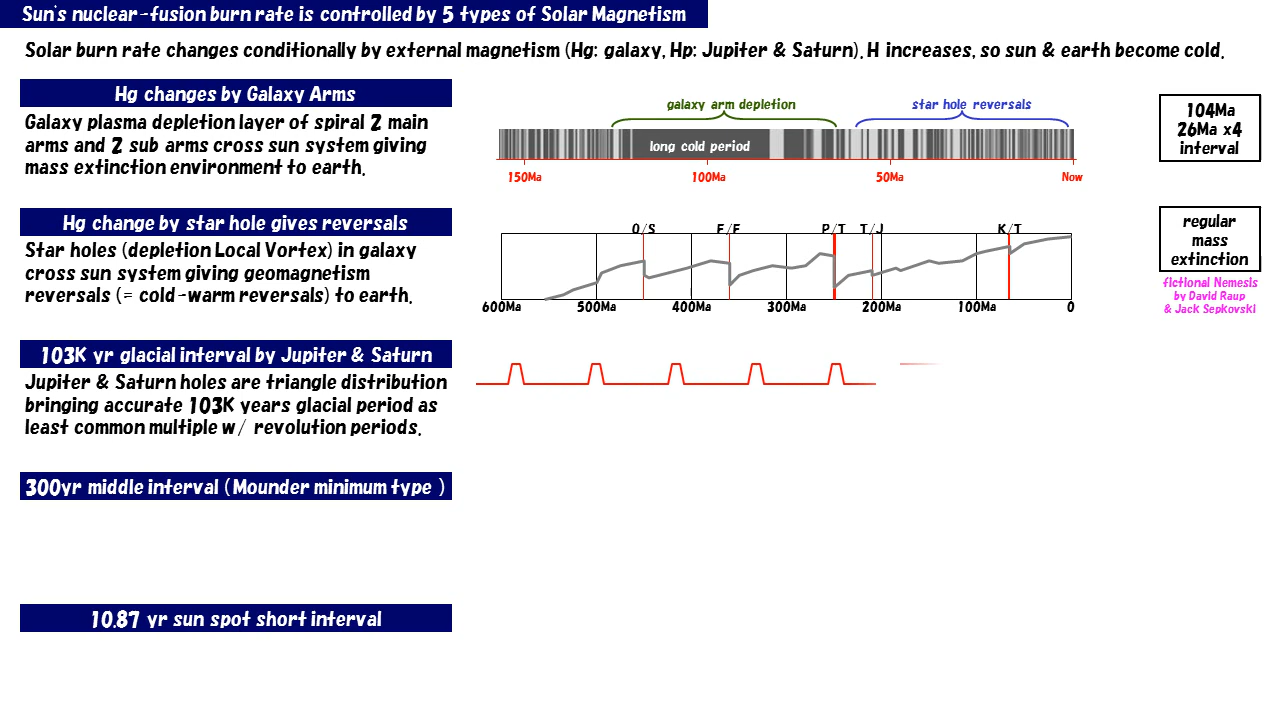 Sun's nuclear-fusion burn rate is controlled by 5 types of Solar Magnetism
Solar burn rate changes conditionally by external magnetism (Hg: galaxy, Hp: Jupiter & Saturn). H increases, so sun & earth become cold.
Hg changes by Galaxy Arms
Galaxy plasma depletion layer of spiral 2 main
arms and 2 sub arms cross sun system giving
mass extinction environment to earth.
galaxy arm depletion
star hole reversals
long cold period
150Ma
100Ma
50Ma
Now
104Ma
26Ma x4
interval
Hg change by star hole gives reversals
Star holes (depletion Local Vortex) in galaxy
cross sun system giving geomagnetism
reversals (= cold-warm reversals) to earth.
O/S
F/F
P/T
T/J
K/T
600Ma
500Ma
400Ma
300Ma
200Ma
100Ma
0
regular
mass
extinction
fictional Nemesis
by David Raup
& Jack Sepkovski
103K yr glacial interval by Jupiter & Saturn
Jupiter & Saturn holes are triangle distribution
bringing accurate 103K years glacial period as
least common multiple w/ revolution periods.
300yr middle interval (Mounder minimum type )
10.87 yr sun spot short interval